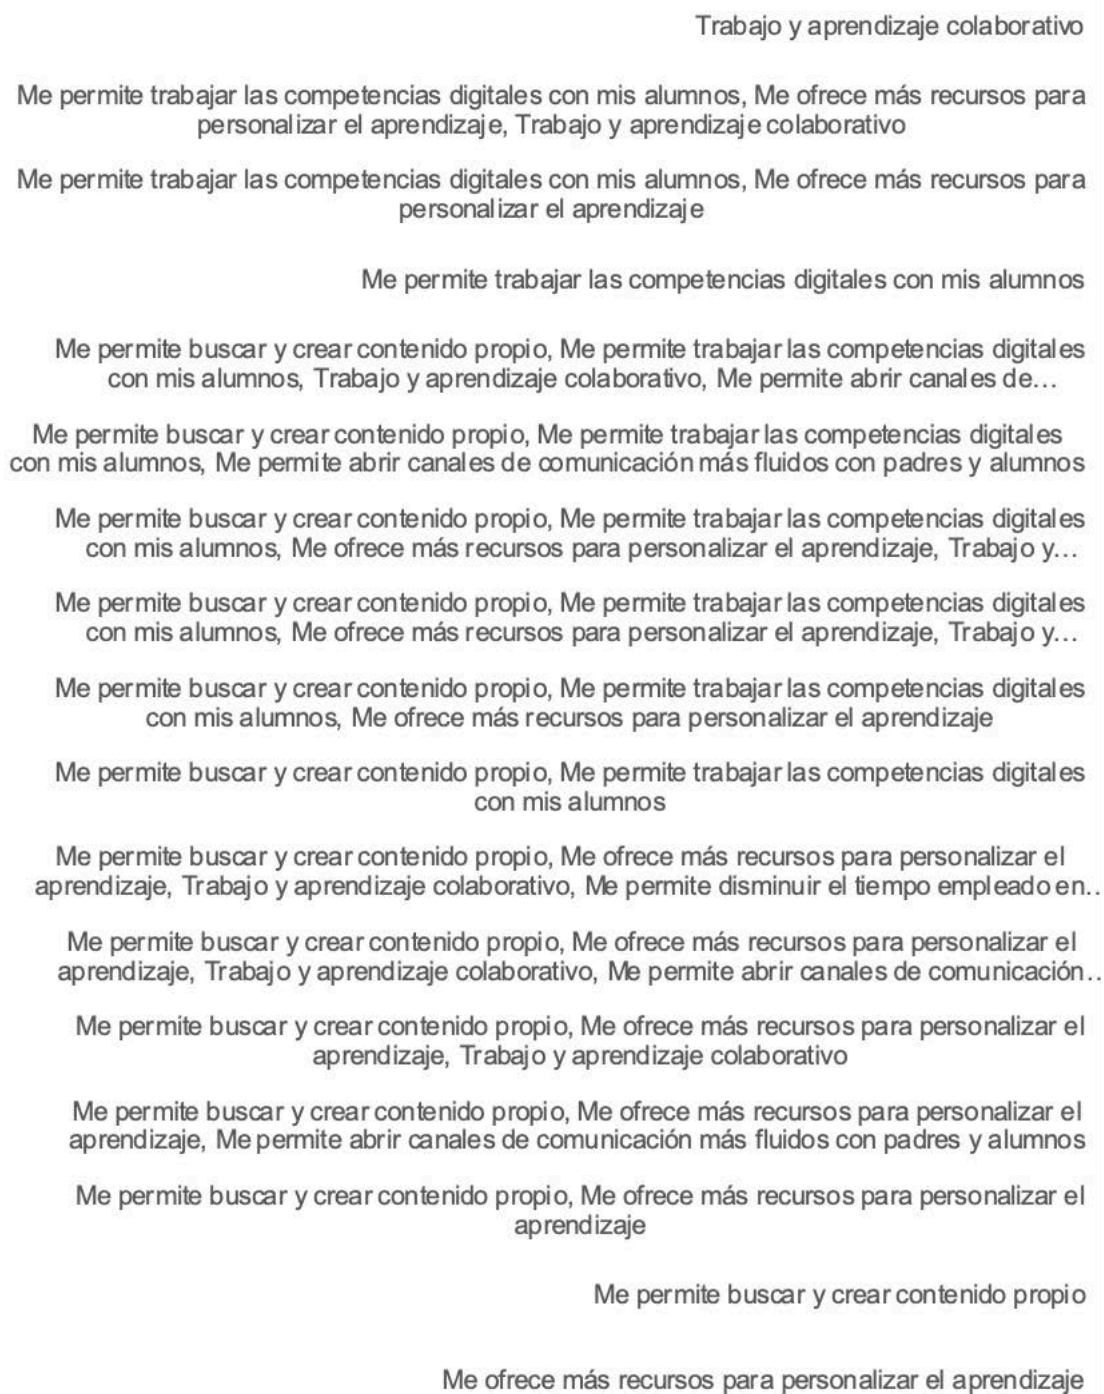 Trabajo y aprendizaje colaborativo
Me permite trabajar las competencias digitales con mis alumnos, Me ofrece más recursos para
personalizar el aprendizaje, Trabajo y aprendizaje colaborativo
Me permite trabajar las competencias digitales con mis alumnos, Me ofrece más recursos para
personalizar el aprendizaje
Me permite trabajar las competencias digitales con mis alumnos
Me permite buscar y crear contenido propio, Me permite trabajar las competencias digitales
con mis alumnos, Trabajo y aprendizaje colaborativo, Me permite abrir canales de…
Me permite buscar y crear contenido propio, Me permite trabajar las competencias digitales
con mis alumnos, Me permite abrir canales de comunicación más fluidos con padres y alumnos
Me permite buscar y crear contenido propio, Me permite trabajar las competencias digitales
con mis alumnos, Me ofrece más recursos para personalizar el aprendizaje, Trabajo y…
Me permite buscar y crear contenido propio, Me permite trabajar las competencias digitales
con mis alumnos, Me ofrece más recursos para personalizar el aprendizaje, Trabajo y…
Me permite buscar y crear contenido propio, Me permite trabajar las competencias digitales
con mis alumnos, Me ofrece más recursos para personalizar el aprendizaje
Me permite buscar y crear contenido propio, Me permite trabajar las competencias digitales
con mis alumnos
Me permite buscar y crear contenido propio, Me ofrece más recursos para personalizar el
aprendizaje, Trabajo y aprendizaje colaborativo, Me permite disminuir el tiempo empleado en..
Me permite buscar y crear contenido propio, Me ofrece más recursos para personalizar el
aprendizaje, Trabajo y aprendizaje colaborativo, Me permite abrir canales de comunicación..
Me permite buscar y crear contenido propio, Me ofrece más recursos para personalizar el
aprendizaje, Trabajo y aprendizaje colaborativo
Me permite buscar y crear contenido propio, Me ofrece más recursos para personalizar el
aprendizaje, Me permite abrir canales de comunicación más fluidos con padres y alumnos
Me permite buscar y crear contenido propio, Me ofrece más recursos para personalizar el
aprendizaje
Me permite buscar y crear contenido propio
Me ofrece más recursos para personalizar el aprendizaje